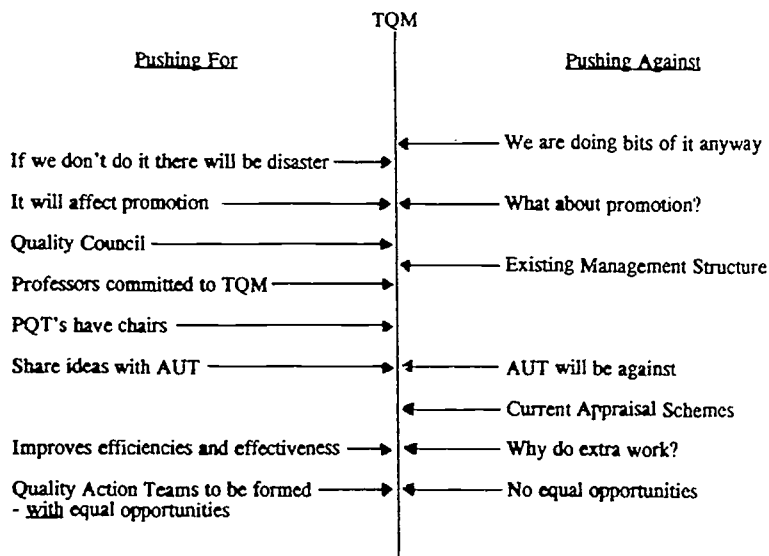 TQM
Pushing For
Pushing Against
We are doing bits of it anyway
If we don't do it there will be disaster
It will affect promotion
What about promotion?
Quality Council
Existing Management Structure
Professors committed to TQM
PQT's have chairs
Share ideas with AUT
AUT will be against
Current Appraisal Schemes
Improves efficiencies and effectiveness
Why do extra work?
Quality Action Teams to be formed
- with equal opportunities
No equal opportunities